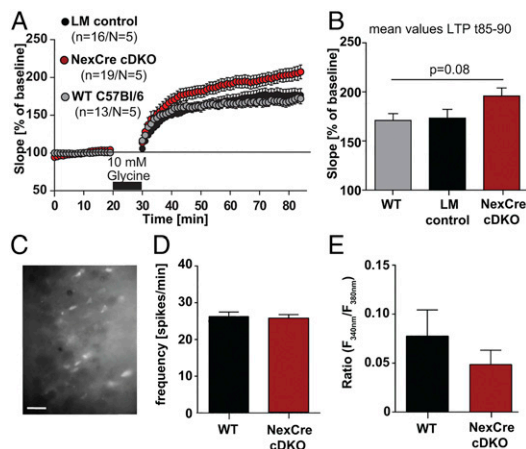 A
LM control
(n=16/N=5)
NexCre cDKO
(n=19/N=5)
WT C57Bl/6
(n=13/N=5)
Slope [% of baseline]
200
150
100
50
10 mM
Glycine
0 10 20 30 40 50 60 70 80 90
Time [min]
B
mean values LTP t85-90
p=0.08
Slope [% of baseline]
250
200
150
100
WT
LM
control
NexCre
cDKO
C
D
frequency [spikes/min]
40
30
20
10
0
WT
NexCre
cDKO
E
Ratio (F340nm/F380nm)
0.15
0.10
0.05
0.00
WT
NexCre
cDKO